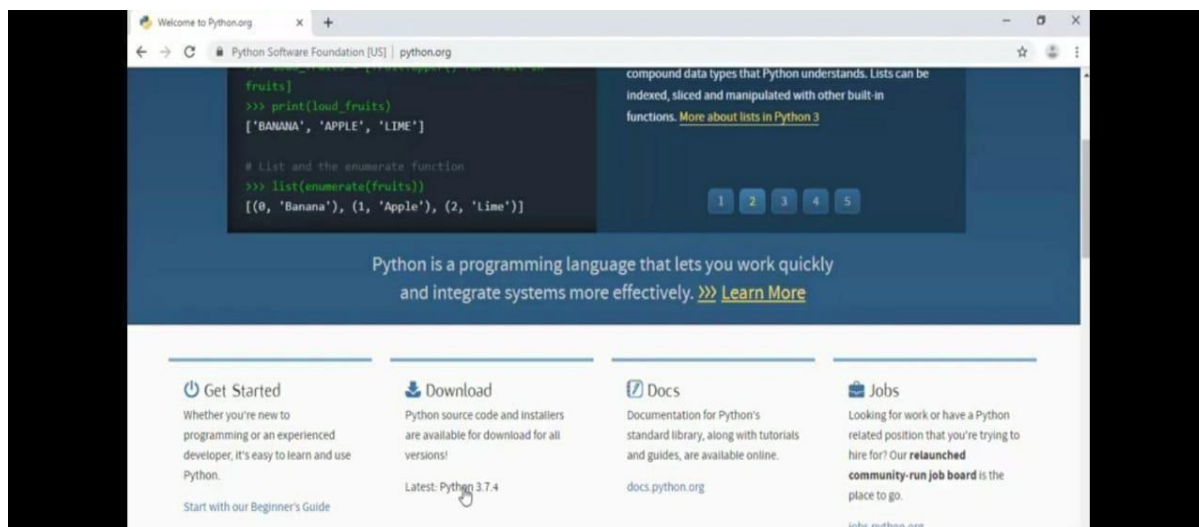 Welcome to Python.org
Python Software Foundation [US] | python.org
fruits]
>>> print(loud_fruits)
['BANANA', 'APPLE', 'LIME']
# List and the enumerate function
>>> list(enumerate(fruits))
[(0, 'Banana'), (1, 'Apple'), (2, 'Lime')]
compound data types that Python understands. Lists can be
indexed, sliced and manipulated with other built-in
functions. More about lists in Python 3
1 2 3 4 5
Python is a programming language that lets you work quickly
and integrate systems more effectively. >>> Learn More
Get Started
Whether you're new to
programming or an experienced
developer, it's easy to learn and use
Python.
Start with our Beginner's Guide
Download
Python source code and installers
are available for download for all
versions!
Latest: Python 3.7.4
Docs
Documentation for Python's
standard library, along with tutorials
and guides, are available online.
docs.python.org
Jobs
Looking for work or have a Python
related position that you're trying to
hire for? Our relaunched
community-run job board is the
place to go.
jobs.python.org